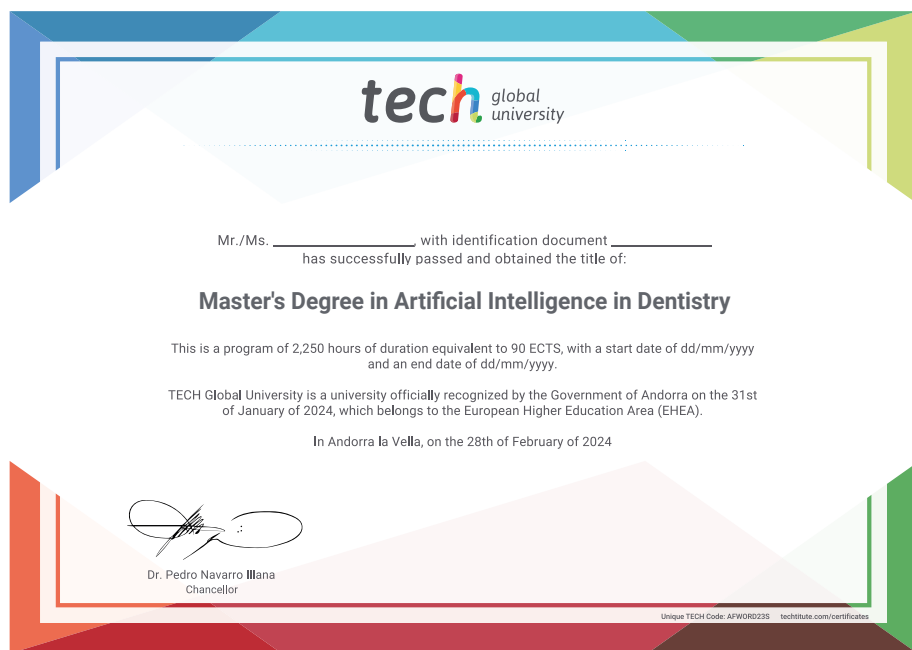 tech global
university
Mr./Ms. ____________, with identification document ____________
has successfully passed and obtained the title of:
Master's Degree in Artificial Intelligence in Dentistry
This is a program of 2,250 hours of duration equivalent to 90 ECTS, with a start date of dd/mm/yyyy
and an end date of dd/mm/yyyy.
TECH Global University is a university officially recognized by the Government of Andorra on the 31st
of January of 2024, which belongs to the European Higher Education Area (EHEA).
In Andorra la Vella, on the 28th of February of 2024
Dr. Pedro Navarro Illana
Chancellor
Unique TECH Code: AFWORD23S techtitute.com/certificates